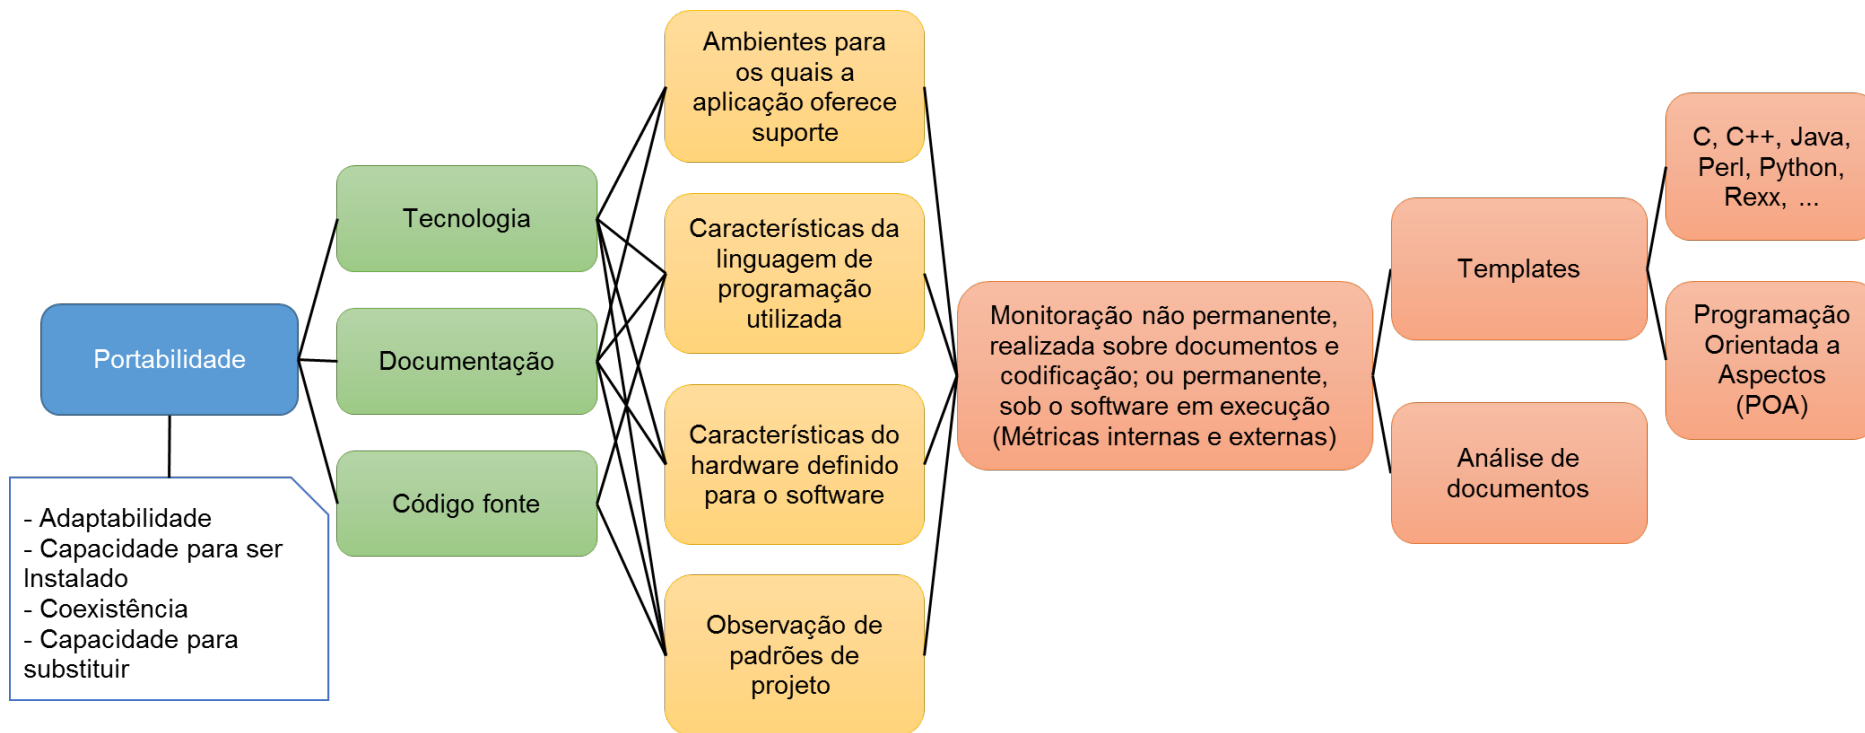 Portabilidade
- Adaptabilidade
- Capacidade para ser
Instalado
- Coexistência
- Capacidade para
substituir
Tecnologia
Documentação
Código fonte
Ambientes para
os quais a
aplicação oferece
suporte
Característicos da
linguagem de
programação
utilizada
Característicos do
hardware definido
para o software
Observação de
padrões de
projeto
Monitoração não permanente,
realizada sobre documentos e
codificação; ou permanente,
sob o software em execução
(Métricas internas e externas)
Templates
Análise de
documentos
C, C++, Java,
Perl, Python,
Rexx, ...
Programação
Orientada a
Aspectos
(POA)